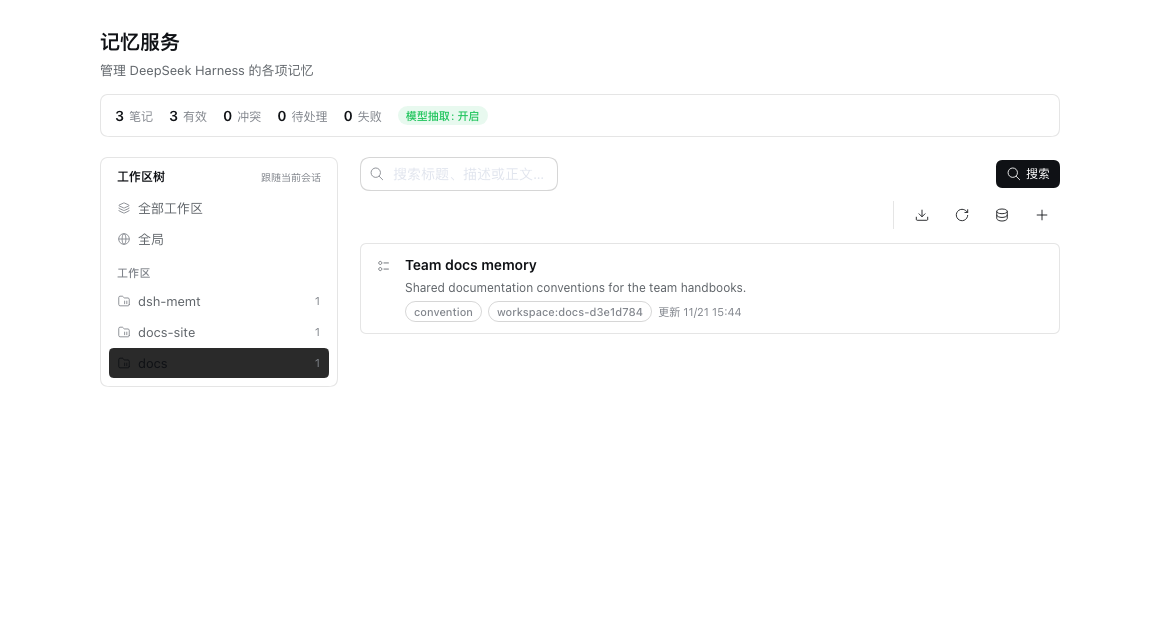 记忆服务
管理 DeepSeek Harness 的各项记忆
3 笔记 3 有效 0 冲突 0 待处理 0 失败 模型抽取: 开启
工作区树 跟随当前会话
全部工作区
全局
工作区
dsh-memt 1
docs-site 1
docs 1
搜索标题、描述或正文...
搜索
Team docs memory
Shared documentation conventions for the team handbooks.
convention workspace:docs-d3e1d784 更新 11/21 15:44